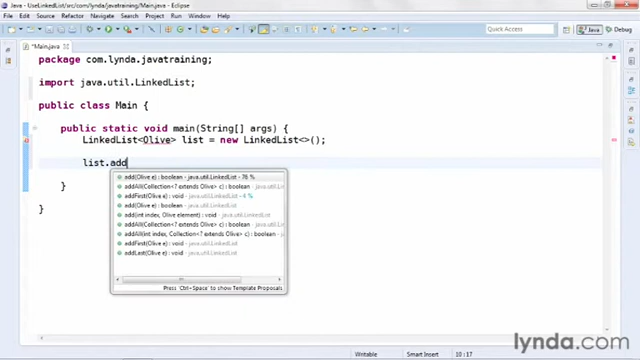 Java - UseLinkedList/src/com/lynda/javatraining/Main.java - Eclipse
File Edit Source Refactor Navigate Search Project Run Window Help
Quick Access
Java
Debug
*Main.java
package com.lynda.javatraining;
import java.util.LinkedList;
public class Main {
public static void main(String[] args) {
LinkedList<Olive> list = new LinkedList<>();
list.add
add(Olive e) : boolean - java.util.LinkedList - 76 %
addAll(Collection<? extends Olive> c) : boolean - java.util.Linked
addFirst(Olive e) : void - java.util.LinkedList - 4 %
add(Olive e) : boolean - java.util.LinkedList
add(int index, Olive element) : void - java.util.LinkedList
addAll(Collection<? extends Olive> c) : boolean - java.util.Linked
addAll(int index, Collection<? extends Olive> c) : boolean - java.
addFirst(Olive e) : void - java.util.LinkedList
addLast(Olive e) : void - java.util.LinkedList
Press 'Ctrl+Space' to show Template Proposals
}
}
Writable
Smart Insert
10 : 17
lynda.com